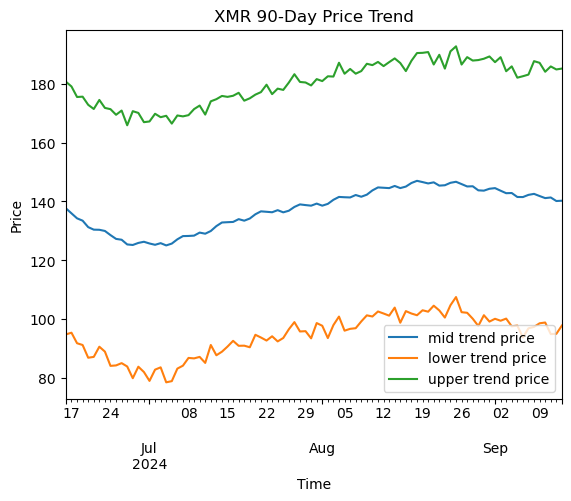 XMR 90-Day Price Trend
Price
180
160
140
120
100
80
mid trend price
lower trend price
upper trend price
17 24 08 15 22 29 05 12 19 26 02 09
Jul Aug Sep
2024
Time